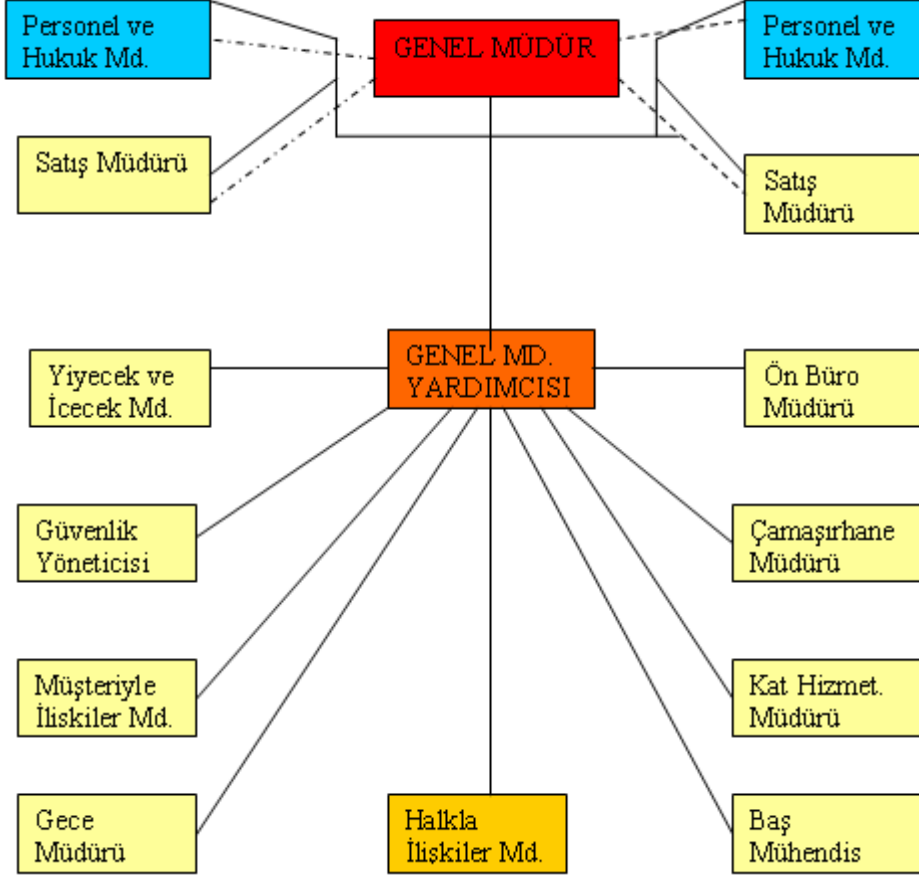 Personel ve
Hukuk Md.
GENEL MÜDÜR
Personel ve
Hukuk Md.
Satış Müdürü
Satış
Müdürü
GENEL MD.
YARDIMCISI
Yiyecek ve
İcecek Md.
Ön Büro
Müdürü
Güvenlik
Yöneticisi
Çamaşırhane
Müdürü
Müşteriyle
İliskiler Md.
Kat Hizmet.
Müdürü
Gece
Müdürü
Halkla
İlişkiler Md.
Baş
Mühendis